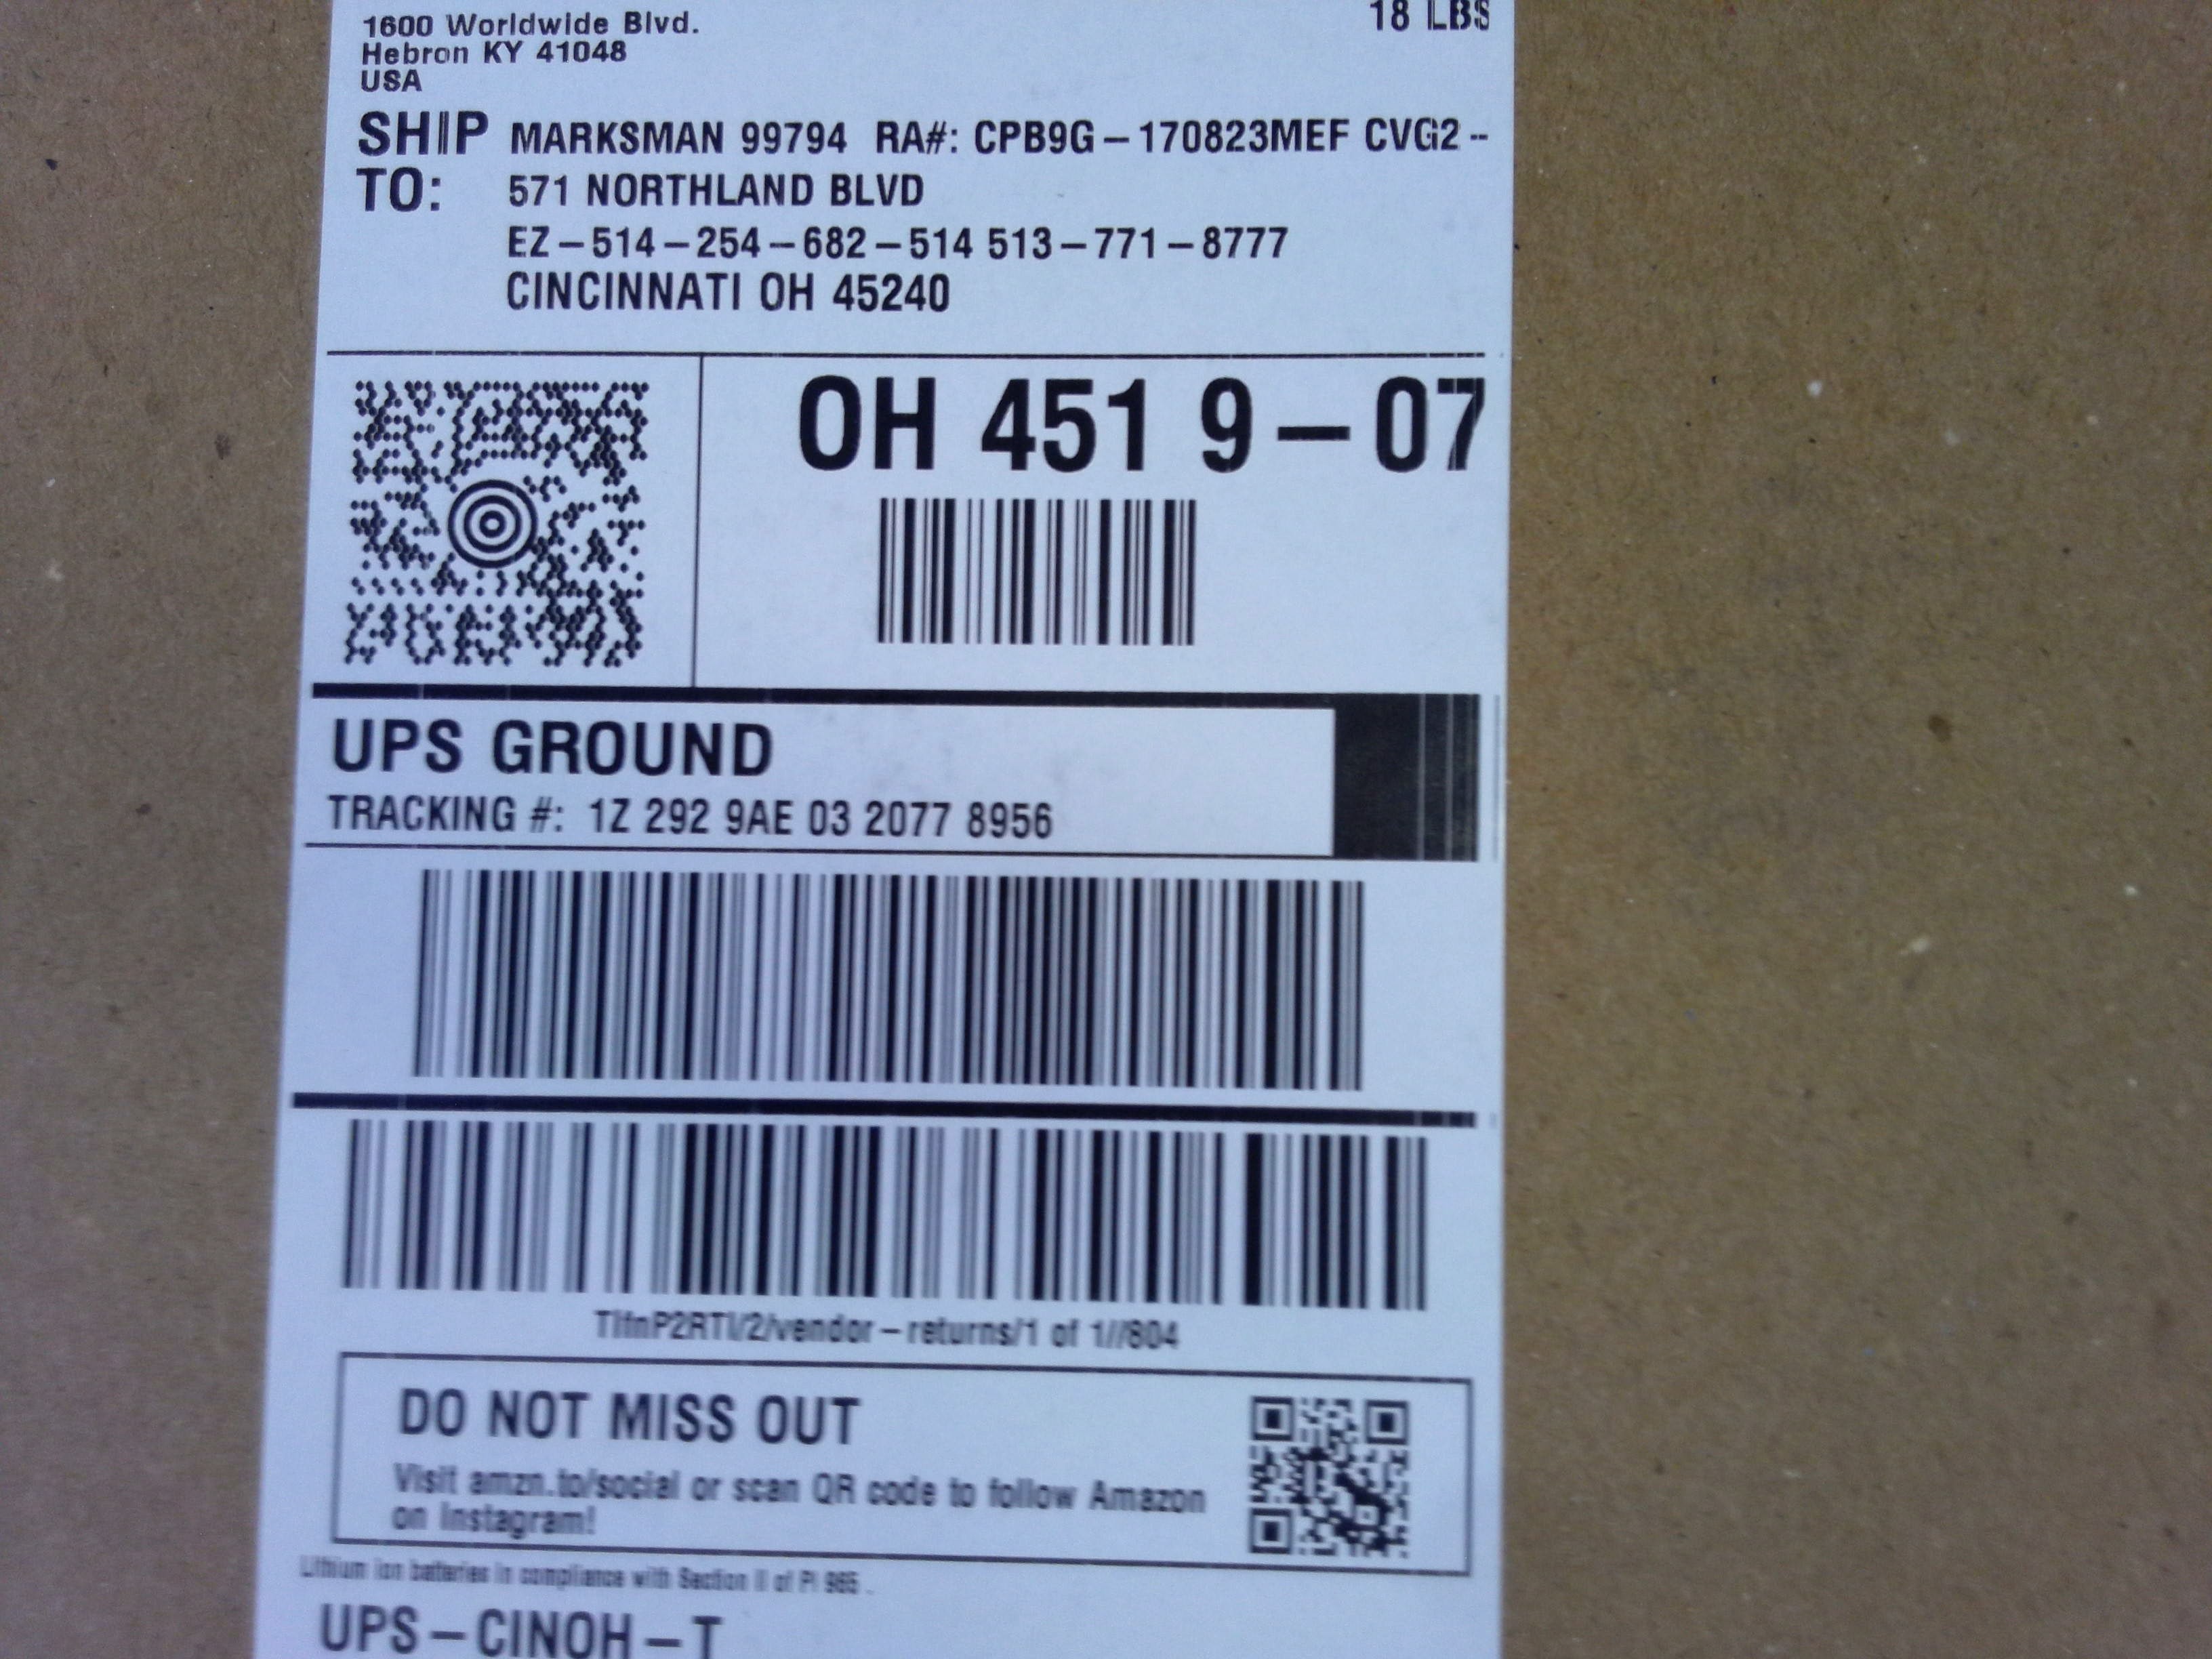 1600 Worldwide Blvd.
Hebron KY 41048
USA
18 LBS
SHIP TO:
MARKSMAN 99794 RA#: CPB9G-170823MEF CVG2-
571 NORTHLAND BLVD
EZ-514-254-682-514 513-771-8777
CINCINNATI OH 45240
OH 451 9-07
UPS GROUND
TRACKING #: 1Z 292 9AE 03 2077 8956
/2/vendor-returns/1 of 1//804
DO NOT MISS OUT
Visit amzn.to/social or scan QR code to follow Amazon
on Instagram!
Lithium ion batteries in compliance with Section II of PI 965.
UPS-CINOH-T